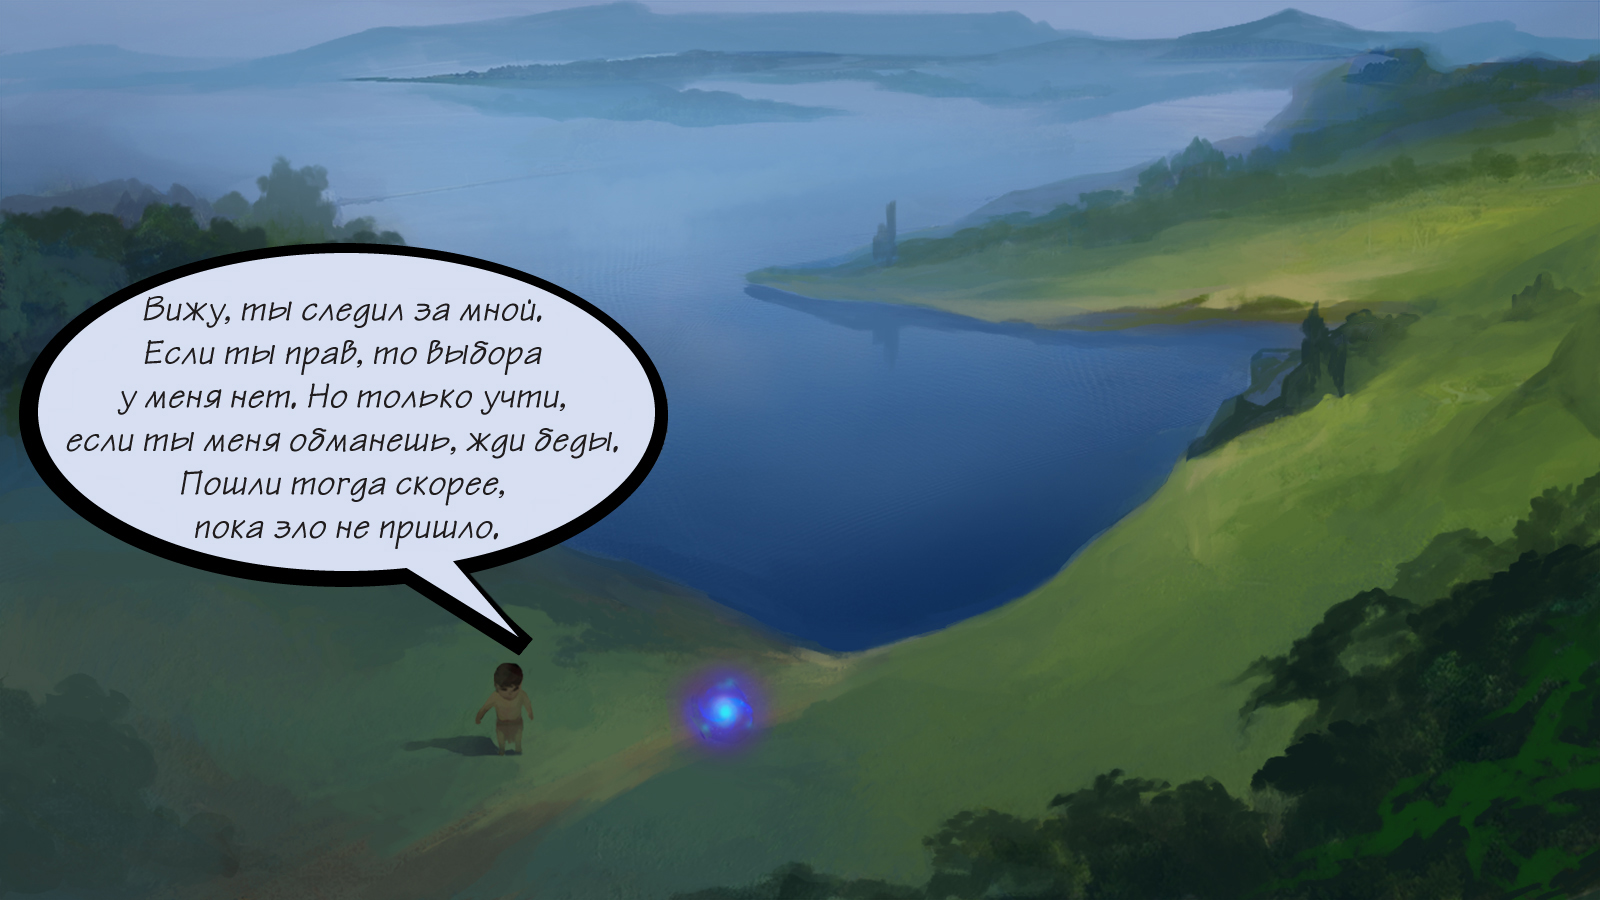 Вижу, ты следил за мной.
Если ты прав, то выбора
у меня нет. Но только учти,
если ты меня обманешь, жди беды.
Пошли тогда скорее,
пока зло не пришло.